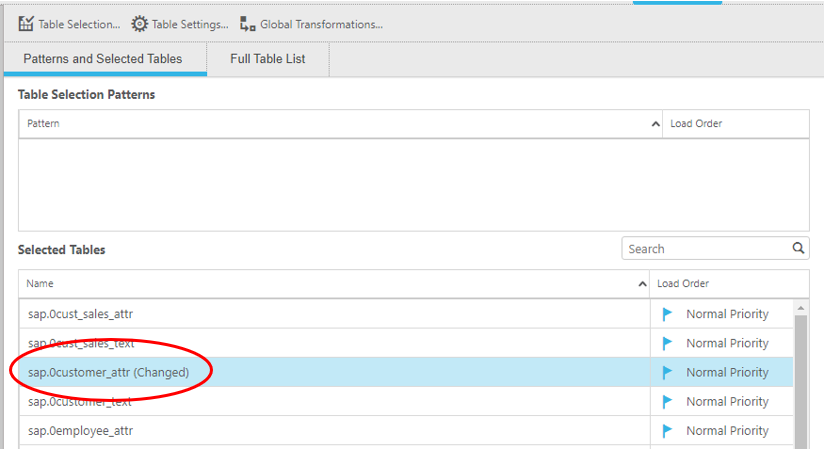 Table Selection... Table Settings... Global Transformations...
Patterns and Selected Tables Full Table List
Table Selection Patterns
Pattern Load Order
Selected Tables Search
Name Load Order
sap.0cust_sales_attr Normal Priority
sap.0cust_sales_text Normal Priority
sap.0customer_attr (Changed) Normal Priority
sap.0customer_text Normal Priority
sap.0employee_attr Normal Priority